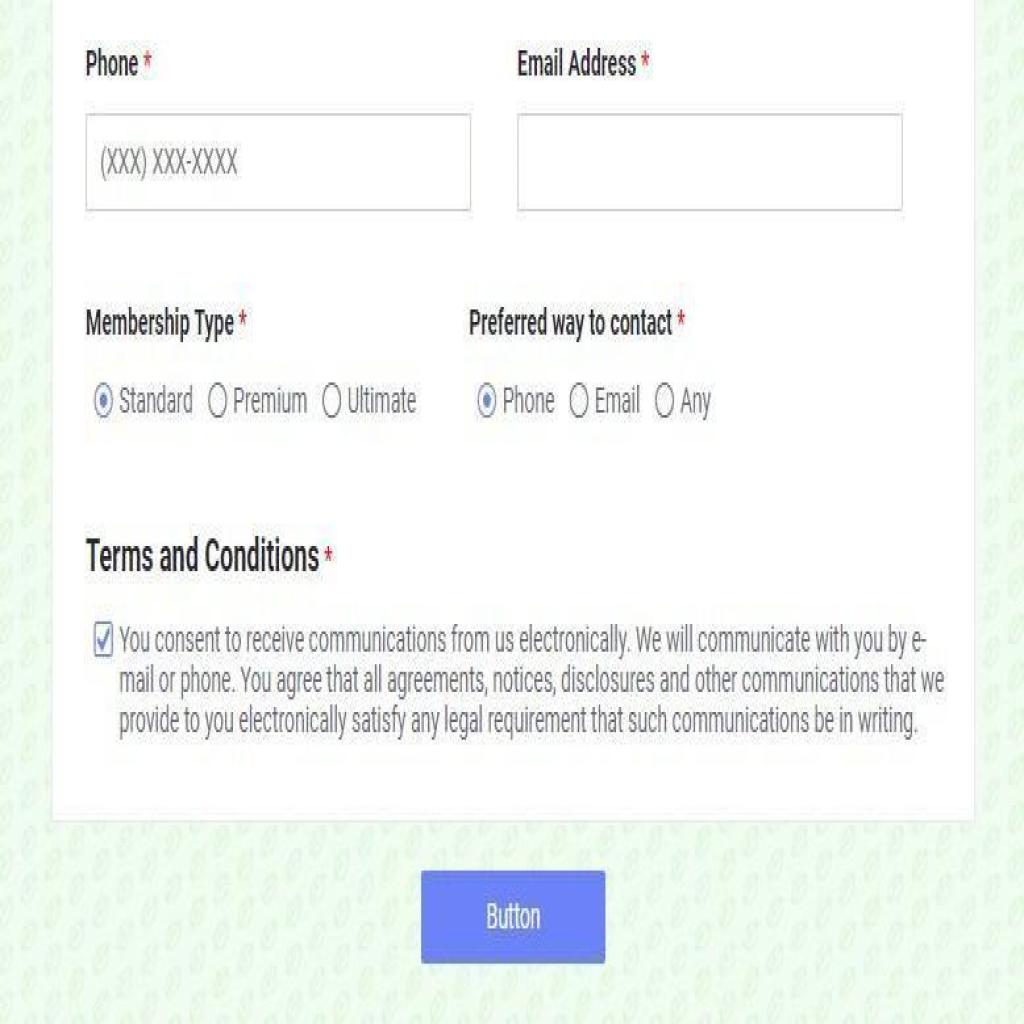 Phone * Email Address *
(XXX) XXX-XXXX
Membership Type * Preferred way to contact *
Standard Premium Ultimate Phone Email Any
Terms and Conditions *
You consent to receive communications from us electronically. We will communicate with you by e-
mail or phone. You agree that all agreements, notices, disclosures and other communications that we
provide to you electronically satisfy any legal requirement that such communications be in writing.
Button